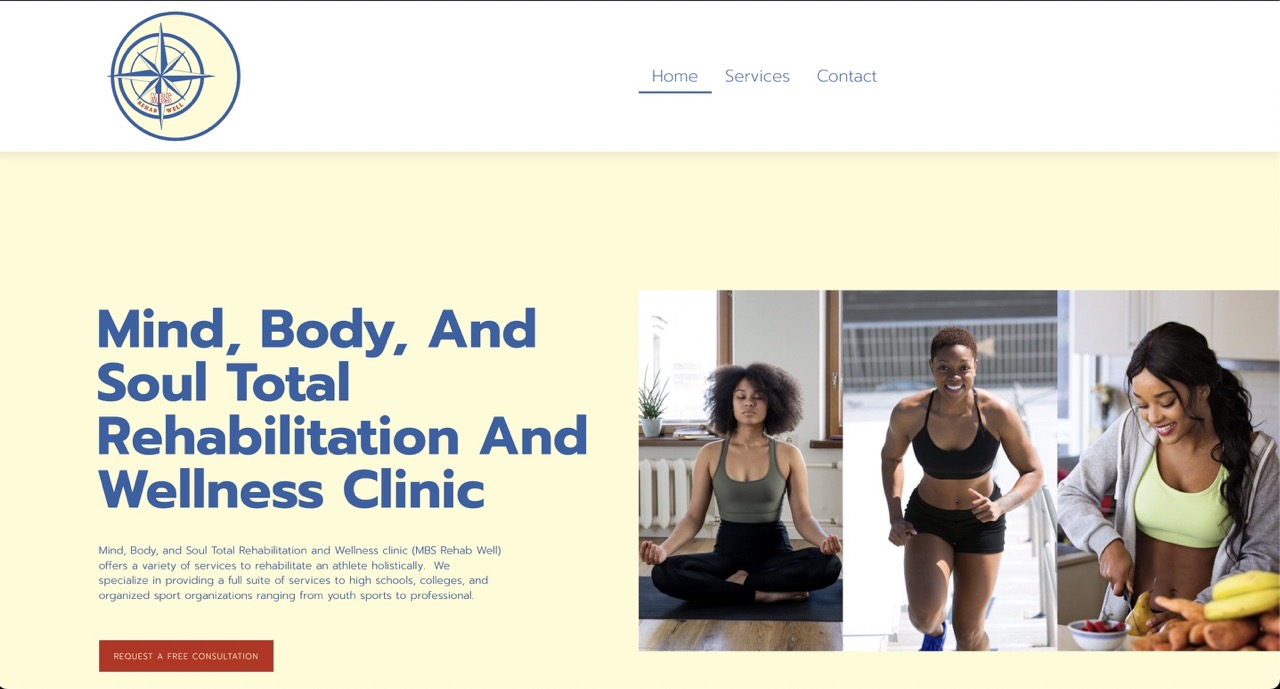 MBS
REHAB WELL
Home Services Contact
Mind, Body, And
Soul Total
Rehabilitation And
Wellness Clinic
Mind, Body, and Soul Total Rehabilitation and Wellness clinic (MBS Rehab Well)
offers a variety of services to rehabilitate an athlete holistically.  We
specialize in providing a full suite of services to high schools, colleges, and
organized sport organizations ranging from youth sports to professional.
REQUEST A FREE CONSULTATION